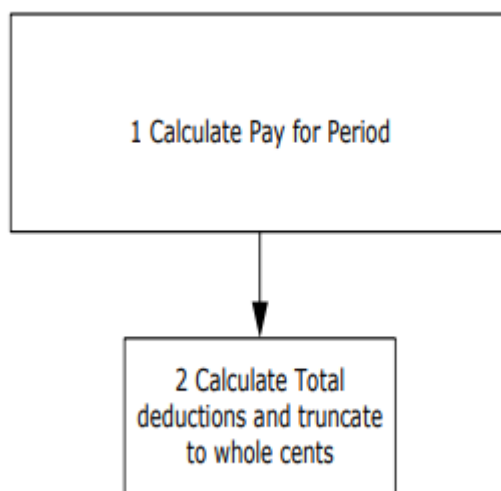 1 Calculate Pay for Period
2 Calculate Total
deductions and truncate
to whole cents